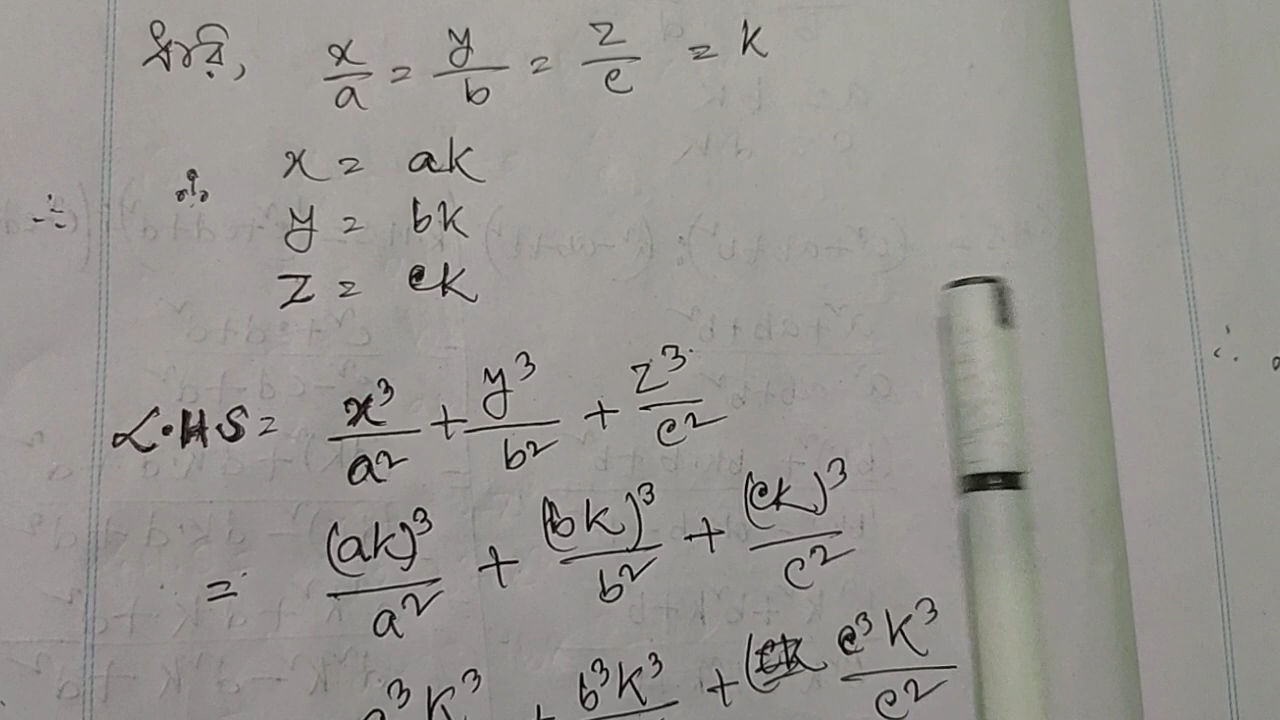 ধরি, x/a = y/b = z/c = k
∴ x = ak
y = bk
z = ck
L.H.S = x³/a² + y³/b² + z³/c²
= (ak)³/a² + (bk)³/b² + (ck)³/c²
a³k³ + b³k³ + c³k³/c²